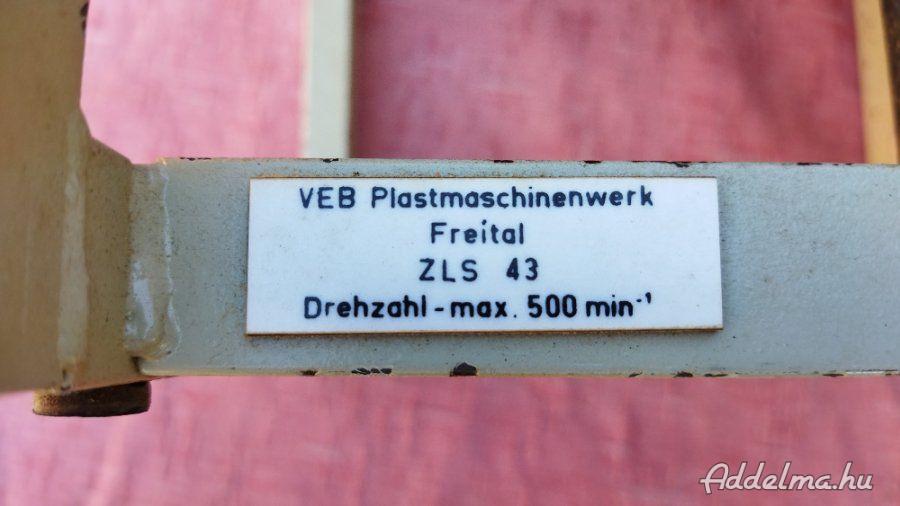 VEB Plastmaschinenwerk
Freital
ZLS 43
Drehzahl - max. 500 min⁻¹
Addelma.hu